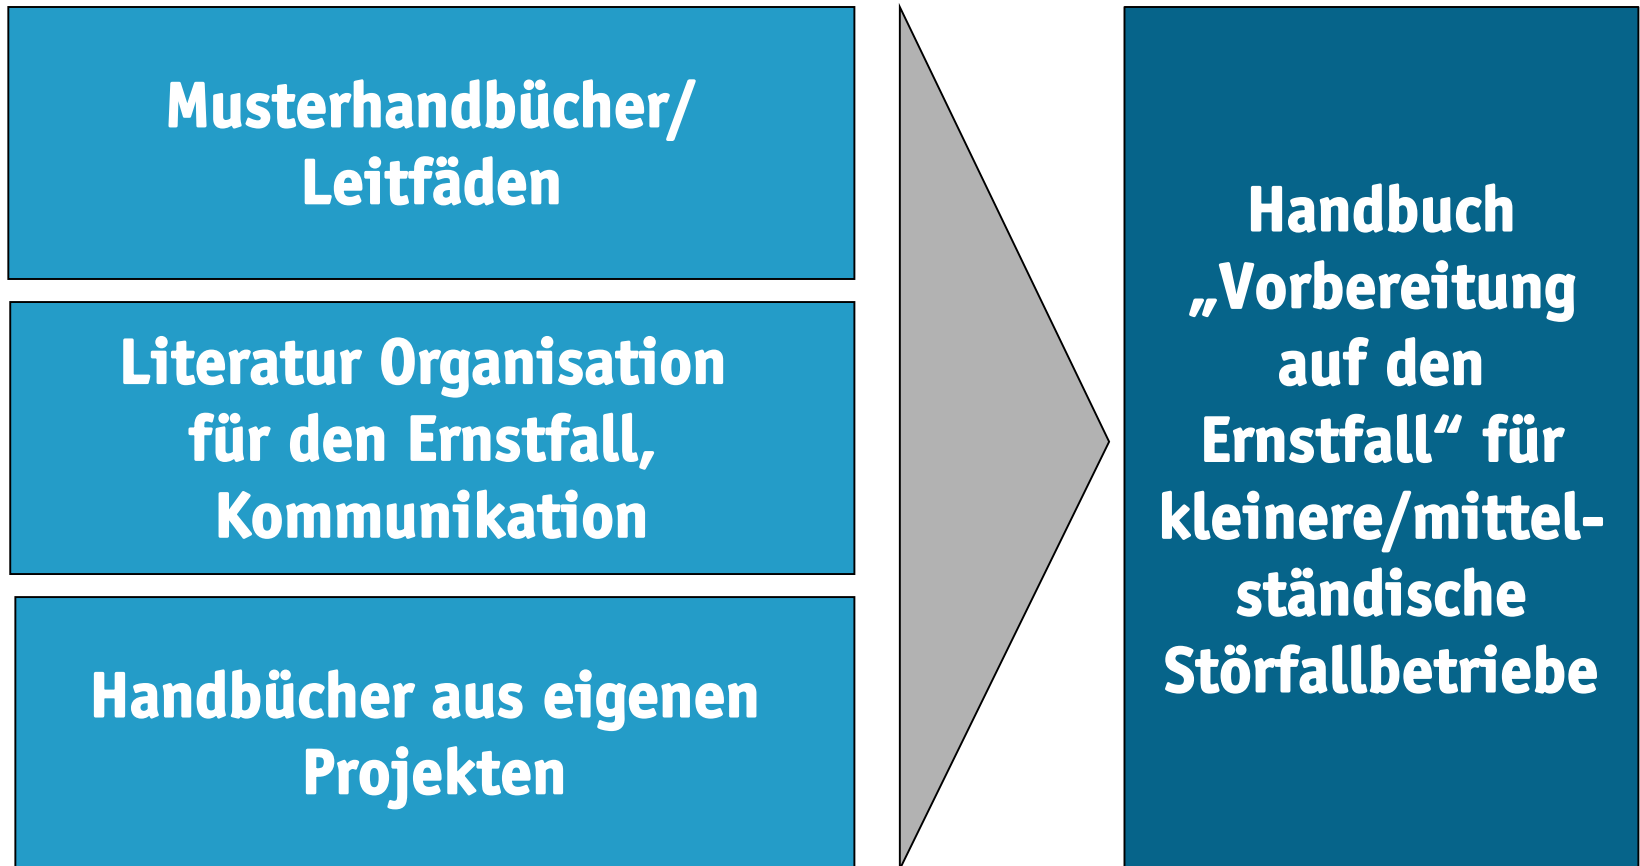 Musterhandbücher/
Leitfäden
Literatur Organisation
für den Ernstfall,
Kommunikation
Handbücher aus eigenen
Projekten
Handbuch
„Vorbereitung
auf den
Ernstfall“ für
kleinere/mittel-
ständische
Störfallbetriebe